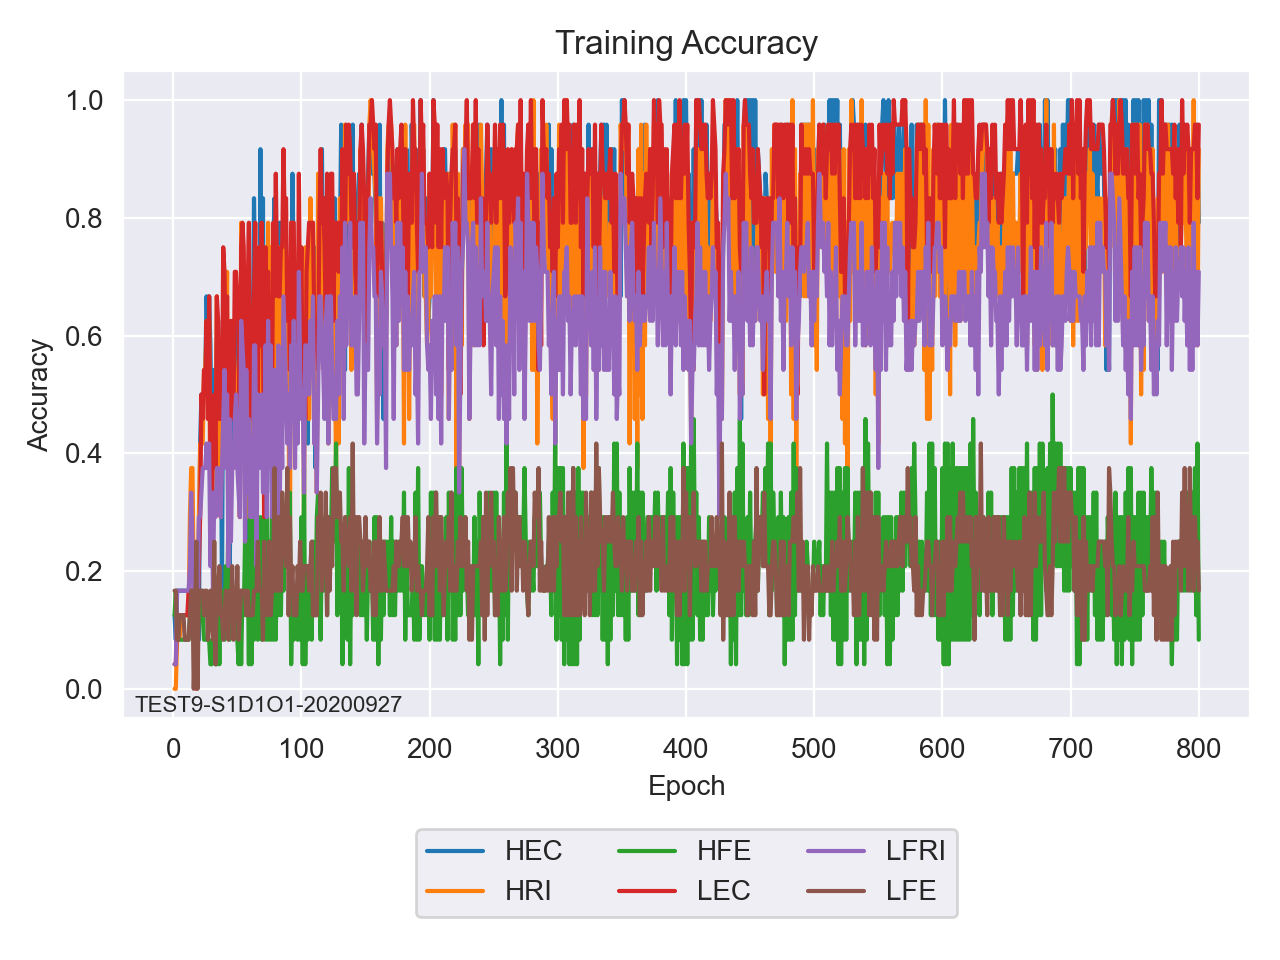 Training Accuracy
1.0
0.8
0.6
0.4
0.2
0.0
Accuracy
TEST9-S1D1O1-20200927
0 100 200 300 400 500 600 700 800
Epoch
HEC HFE LFRI
HRI LEC LFE